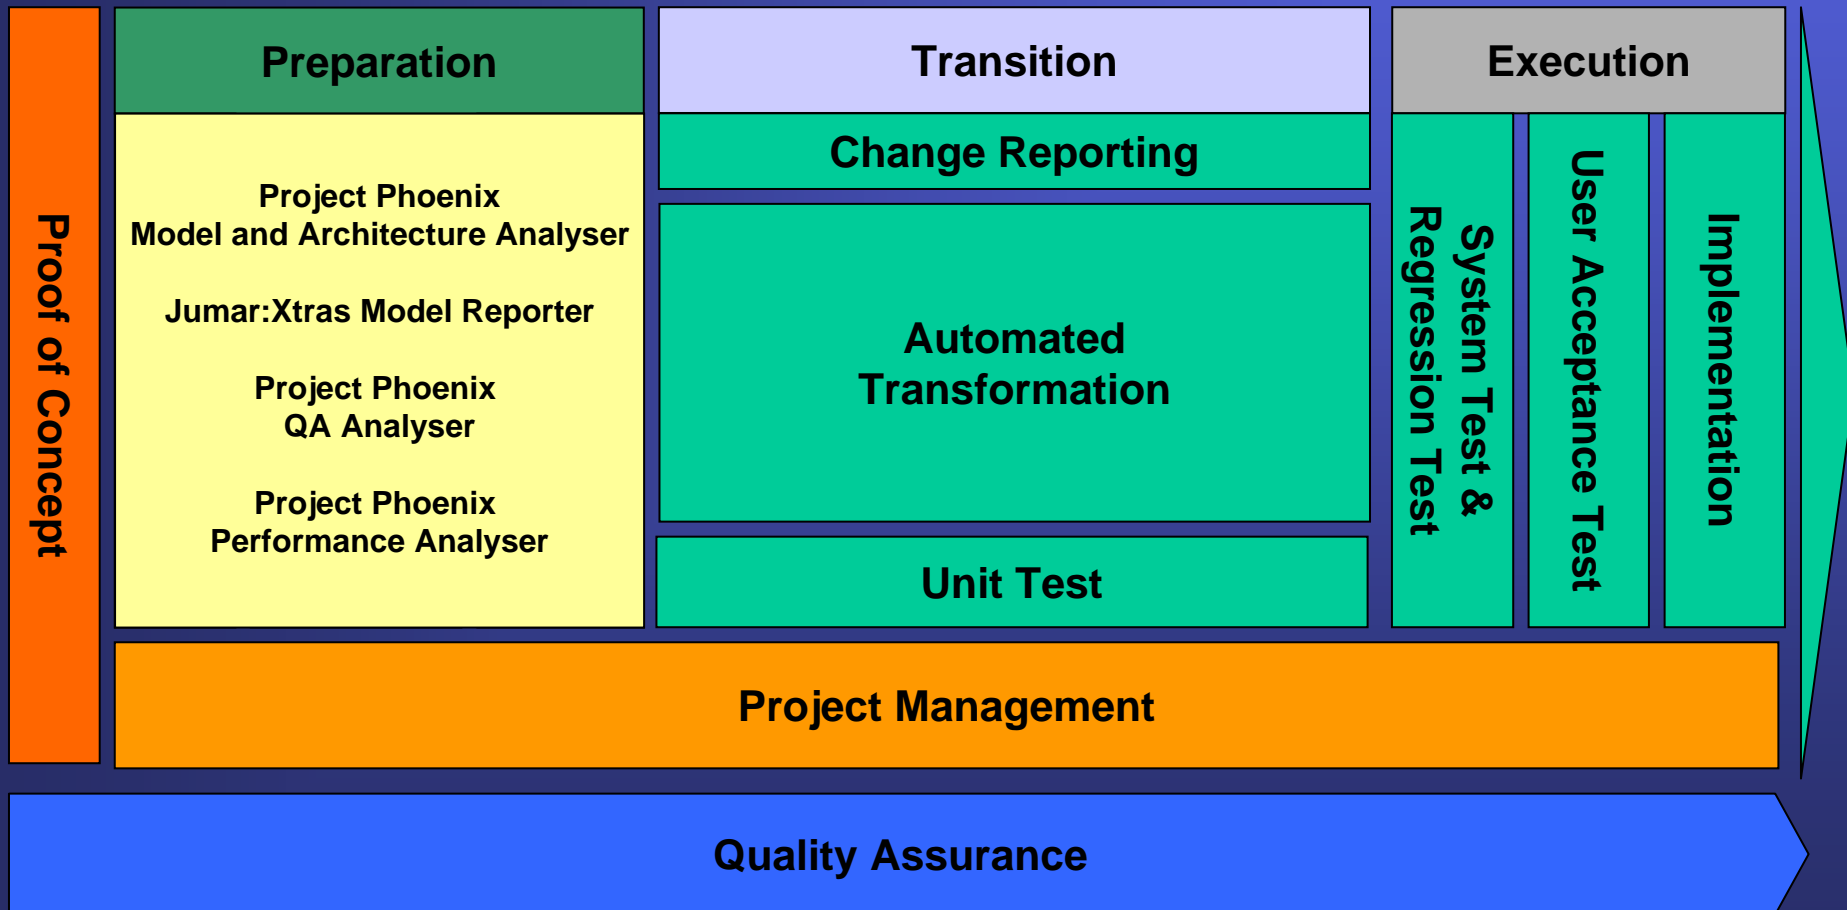 Proof of Concept
Preparation
Project Phoenix
Model and Architecture Analyser
Jumar:Xtras Model Reporter
Project Phoenix
QA Analyser
Project Phoenix
Performance Analyser
Transition
Change Reporting
Automated
Transformation
Unit Test
Execution
System Test &
Regression Test
User Acceptance Test
Implementation
Project Management
Quality Assurance